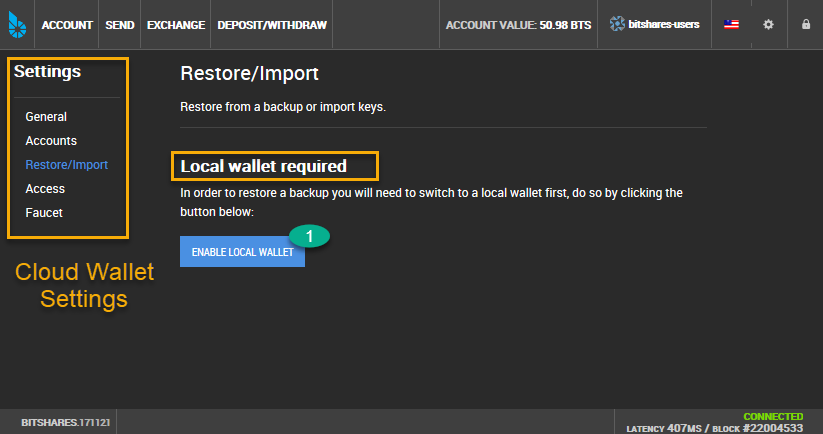 ACCOUNT SEND EXCHANGE DEPOSIT/WITHDRAW ACCOUNT VALUE: 50.98 BTS bitshares-users
Settings
General
Accounts
Restore/Import
Access
Faucet
Cloud Wallet
Settings
Restore/Import
Restore from a backup or import keys.
Local wallet required
In order to restore a backup you will need to switch to a local wallet first, do so by clicking the
button below:
1
ENABLE LOCAL WALLET
BITSHARES.171121
CONNECTED
LATENCY 407MS / BLOCK #22004533